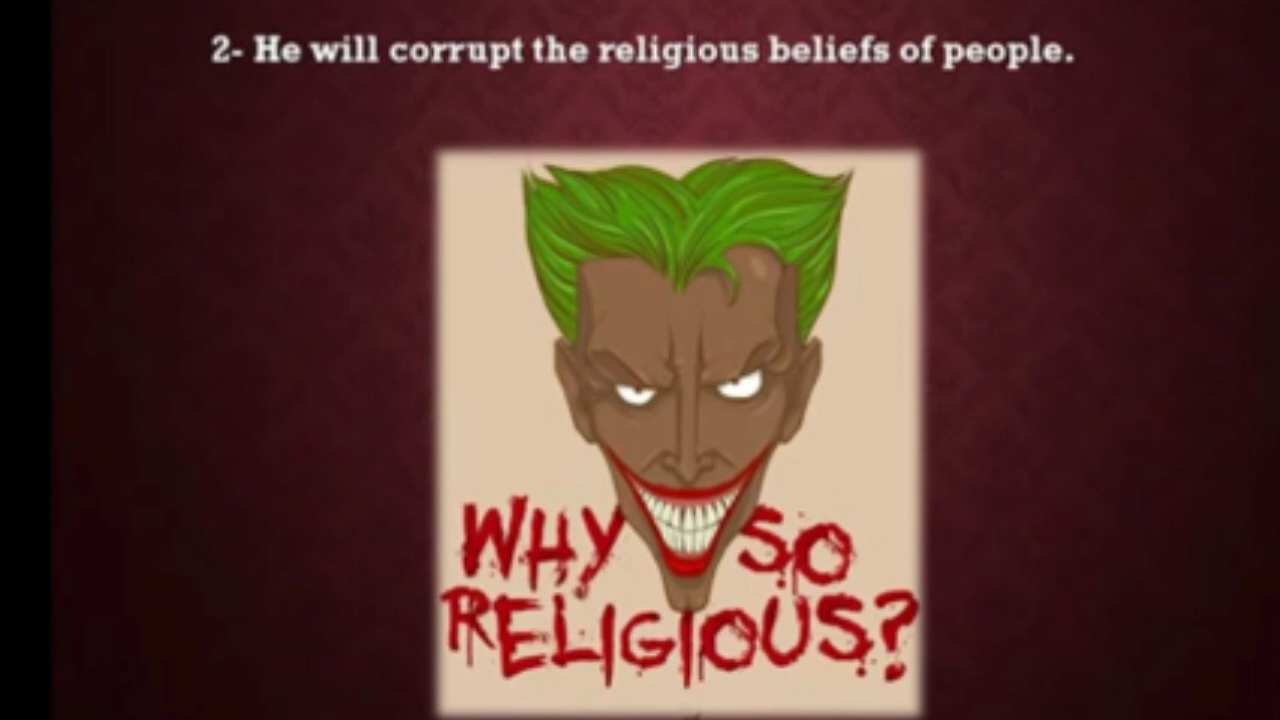 2- He will corrupt the religious beliefs of people.
WHY SO
RELIGIOUS?